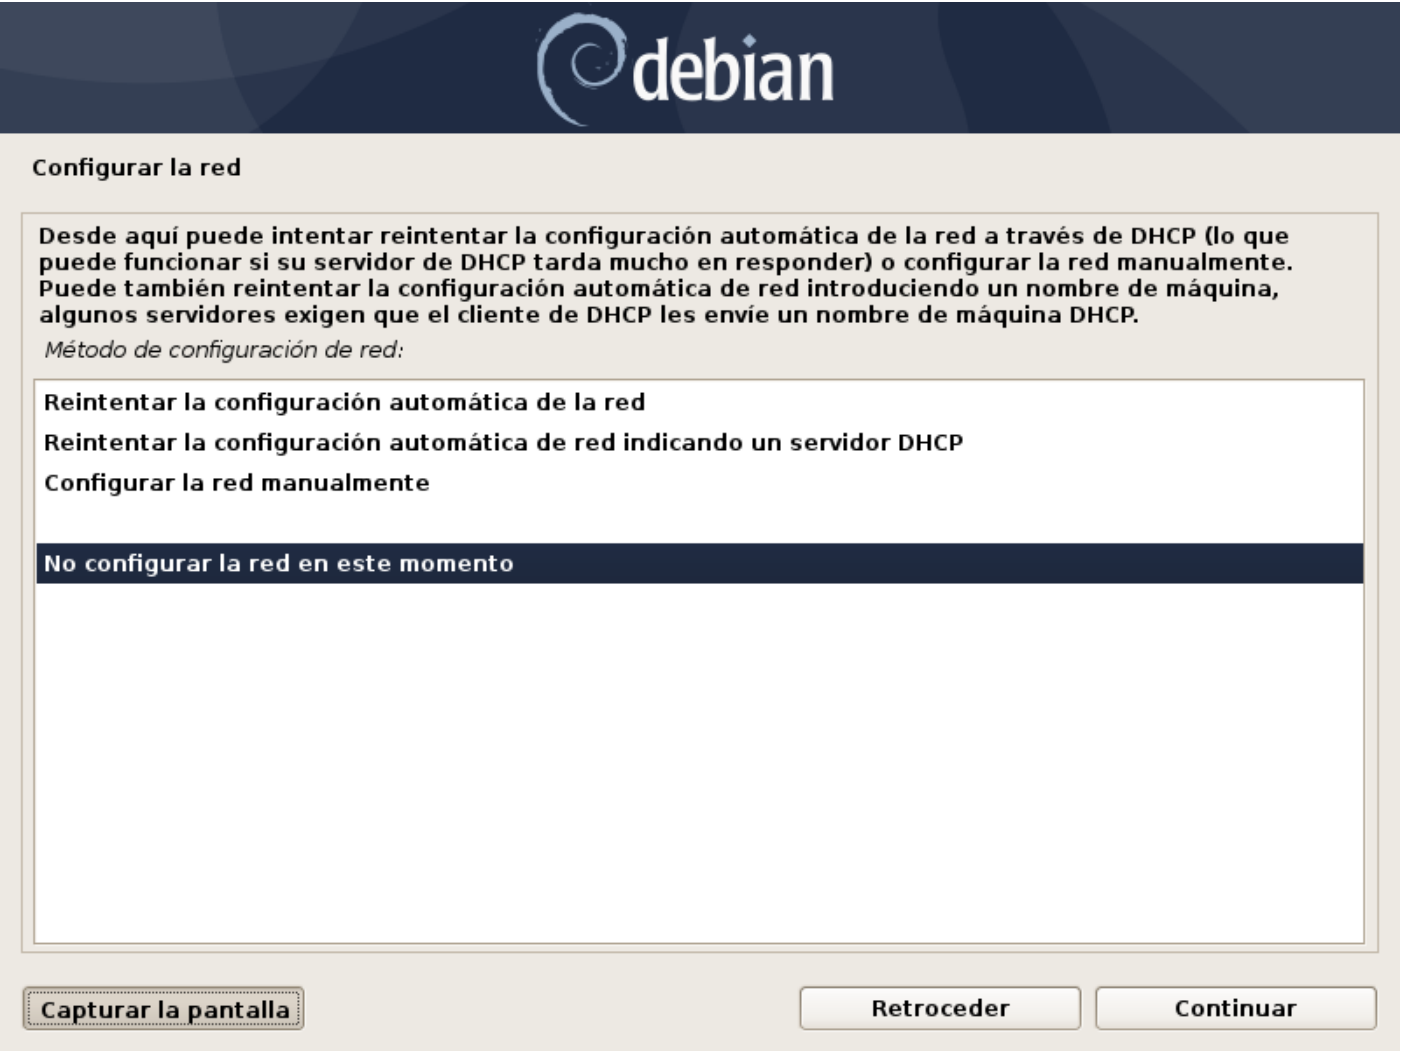 debian
Configurar la red
Desde aquí puede intentar reintentar la configuración automática de la red a través de DHCP (lo que
puede funcionar si su servidor de DHCP tarda mucho en responder) o configurar la red manualmente.
Puede también reintentar la configuración automática de red introduciendo un nombre de máquina,
algunos servidores exigen que el cliente de DHCP les envíe un nombre de máquina DHCP.
Método de configuración de red:
Reintentar la configuración automática de la red
Reintentar la configuración automática de red indicando un servidor DHCP
Configurar la red manualmente
No configurar la red en este momento
Capturar la pantalla
Retroceder
Continuar